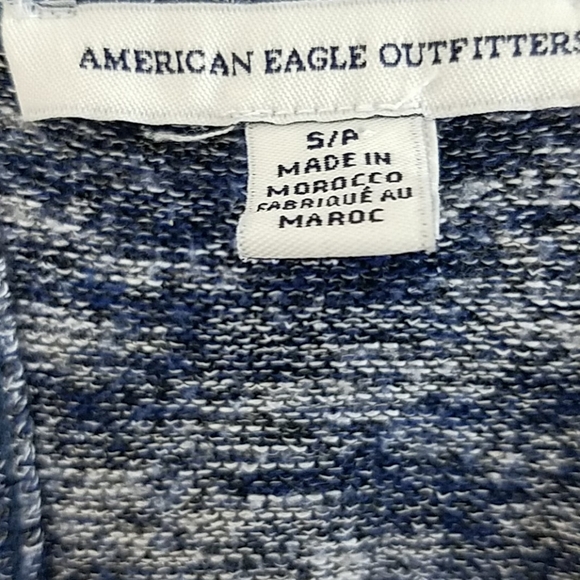 AMERICAN EAGLE OUTFITTERS
S/P
MADE IN
MOROCCO
FABRIQUÉ AU
MAROC